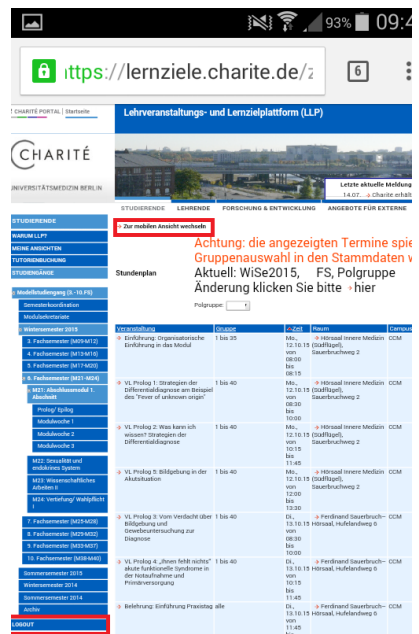 93%
09:4
https://lernziele.charite.de/z
6
CHARITÉ PORTAL | Startseite
Lehrveranstaltungs- und Lernzielplattform (LLP)
CHARITÉ
UNIVERSITÄTSMEDIZIN BERLIN
Letzte aktuelle Meldung
14.07. Charité erhält
STUDIERENDE LEHRENDE FORSCHUNG & ENTWICKLUNG ANGEBOTE FÜR EXTERNE
STUDIERENDE
WARUM LLP?
MEINE ANSICHTEN
TUTORIENBUCHUNG
STUDIENGÄNGE
Modellstudiengang (3.-10.FS)
Semesterkoordination
Modulsekretariate
Wintersemester 2015
3. Fachsemester (M09-M12)
4. Fachsemester (M13-M16)
5. Fachsemester (M17-M20)
6. Fachsemester (M21-M24)
M21: Abschlussmodul 1. Abschnitt
Prolog/ Epilog
Modulwoche 1
Modulwoche 2
Modulwoche 3
M22: Sexualität und
endokrines System
M23: Wissenschaftliches
Arbeiten II
M24: Vertiefung/ Wahlpflicht
I
7. Fachsemester (M25-M28)
8. Fachsemester (M29-M32)
9. Fachsemester (M33-M37)
10. Fachsemester (M38-M40)
Sommersemester 2015
Wintersemester 2014
Sommersemester 2014
Archiv
LOGOUT
Zur mobilen Ansicht wechseln
Achtung: die angezeigten Termine spie
Gruppenauswahl in den Stammdaten w
Stundenplan
Aktuell: WiSe2015, FS, Polgruppe
Änderung klicken Sie bitte hier
Polgruppe:
Veranstaltung Gruppe Zeit Raum Campus
Einführung: Organisatorische 1 bis 35 Mo., Hörsaal Innere Medizin CCM
Einführung in das Modul 12.10.15 (Südflügel),
von Sauerbruchweg 2
08:00
bis
08:15
VL Prolog 1: Strategien der 1 bis 40 Mo., Hörsaal Innere Medizin CCM
Differentialdiagnose am Beispiel 12.10.15 (Südflügel),
des "Fever of unknown origin" von Sauerbruchweg 2
08:30
bis
10:00
VL Prolog 2: Was kann ich 1 bis 40 Mo., Hörsaal Innere Medizin CCM
wissen? Strategien der 12.10.15 (Südflügel),
Differentialdiagnose von Sauerbruchweg 2
10:15
bis
11:45
VL Prolog 5: Bildgebung in der 1 bis 40 Mo., Hörsaal Innere Medizin CCM
Akutsituation 12.10.15 (Südflügel),
von Sauerbruchweg 2
12:00
bis
13:30
VL Prolog 3: Vom Verdacht über 1 bis 40 Di., Ferdinand Sauerbruch– CCM
Bildgebung und 13.10.15 Hörsaal, Hufelandweg 6
Gewebeuntersuchung zur von
Diagnose 08:30
bis
10:00
VL Prolog 4: „Ihnen fehlt nichts“ 1 bis 40 Di., Ferdinand Sauerbruch– CCM
akute funktionelle Syndrome in 13.10.15 Hörsaal, Hufelandweg 6
der Notaufnahme und von
Primärversorgung 10:15
bis
11:45
Belehrung: Einführung Praxistag alle Di., Ferdinand Sauerbruch– CCM
13.10.15 Hörsaal, Hufelandweg 6
von
11:45
bis